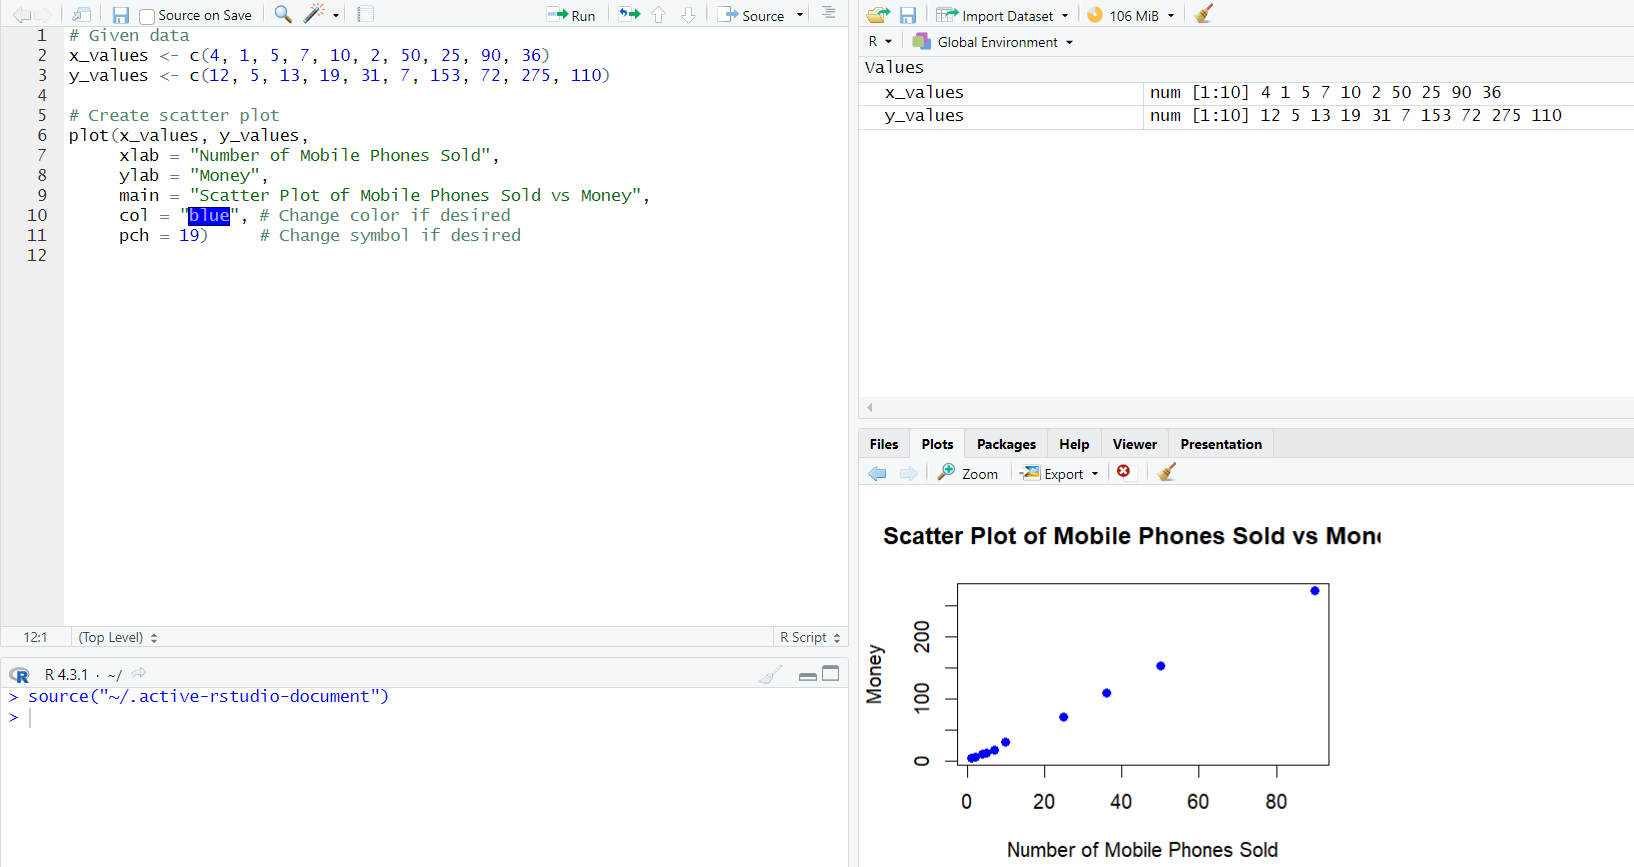 Source on Save
Run
Source
1 # Given data
2 x_values <- c(4, 1, 5, 7, 10, 2, 50, 25, 90, 36)
3 y_values <- c(12, 5, 13, 19, 31, 7, 153, 72, 275, 110)
4
5 # Create scatter plot
6 plot(x_values, y_values,
7 xlab = "Number of Mobile Phones Sold",
8 ylab = "Money",
9 main = "Scatter Plot of Mobile Phones Sold vs Money",
10 col = "blue", # Change color if desired
11 pch = 19) # Change symbol if desired
12
12:1 (Top Level) R Script
R R 4.3.1 · ~/
> source("~/.active-rstudio-document")
>
Import Dataset 106 MiB
R Global Environment
Values
x_values num [1:10] 4 1 5 7 10 2 50 25 90 36
y_values num [1:10] 12 5 13 19 31 7 153 72 275 110
Files Plots Packages Help Viewer Presentation
Zoom Export
Scatter Plot of Mobile Phones Sold vs Mon
Money
200
100
0
0 20 40 60 80
Number of Mobile Phones Sold